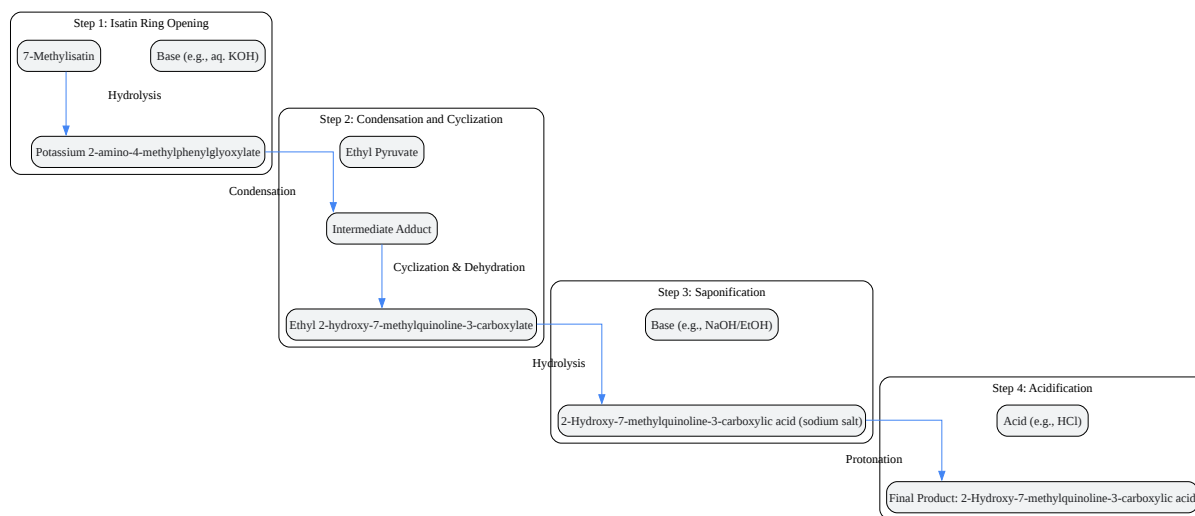 Step 1: Isatin Ring Opening
7-Methylisatin
Base (e.g., aq. KOH)
Hydrolysis
Potassium 2-amino-4-methylphenylglyoxylate
Condensation
Step 2: Condensation and Cyclization
Ethyl Pyruvate
Intermediate Adduct
Cyclization & Dehydration
Ethyl 2-hydroxy-7-methylquinoline-3-carboxylate
Hydrolysis
Step 3: Saponification
Base (e.g., NaOH/EtOH)
2-Hydroxy-7-methylquinoline-3-carboxylic acid (sodium salt)
Protonation
Step 4: Acidification
Acid (e.g., HCl)
Final Product: 2-Hydroxy-7-methylquinoline-3-carboxylic acid